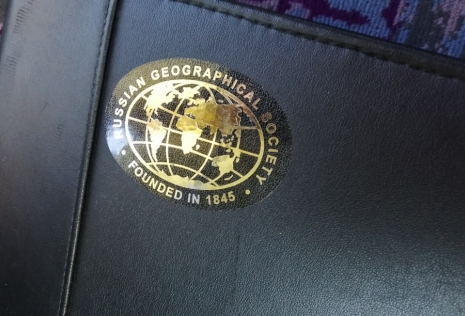 RUSSIAN GEOGRAPHICAL SOCIETY
• FOUNDED IN 1845 •